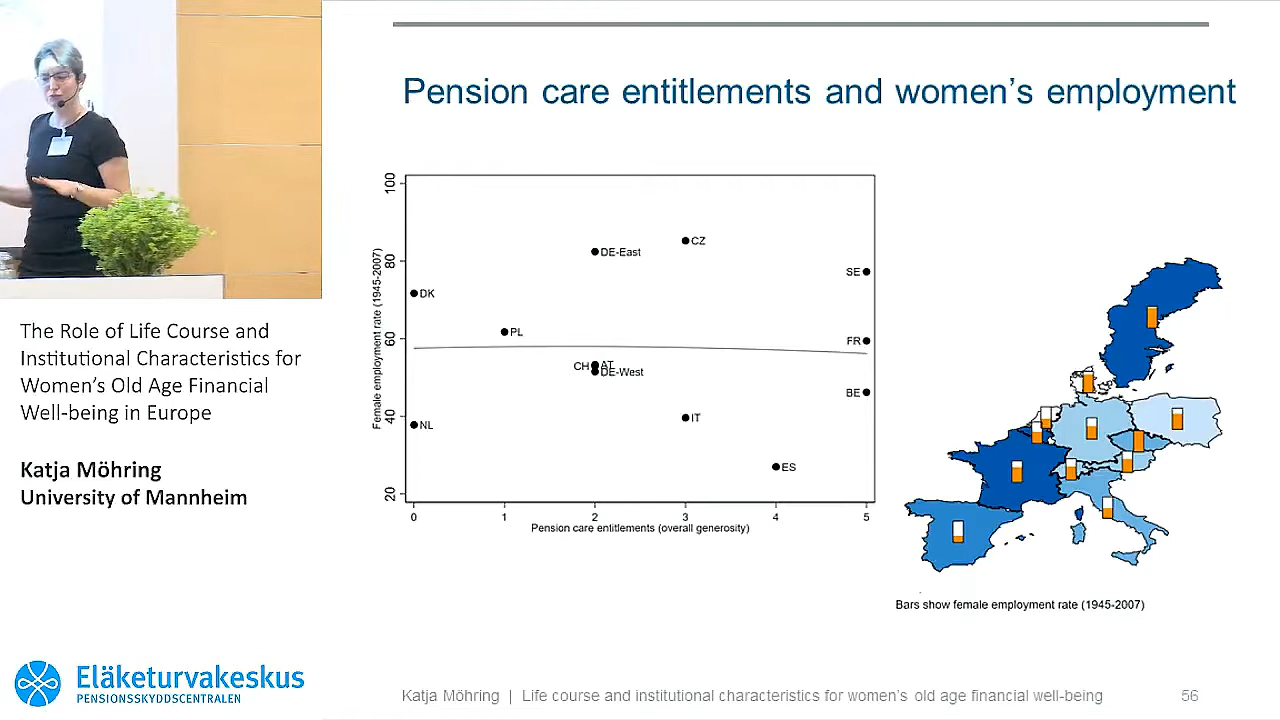 Pension care entitlements and women's employment
The Role of Life Course and
Institutional Characteristics for
Women's Old Age Financial
Well-being in Europe
Katja Möhring
University of Mannheim
Eläketurvakeskus
PENSIONSSKYDDSCENTRALEN
Female employment rate (1945-2007)
100
80
60
40
20
CZ
DE-East
SE
DK
PL
FR
CH
AT
DE-West
BE
IT
NL
ES
0 1 2 3 4 5
Pension care entitlements (overall generosity)
Bars show female employment rate (1945-2007)
Katja Möhring | Life course and institutional characteristics for women's old age financial well-being
56